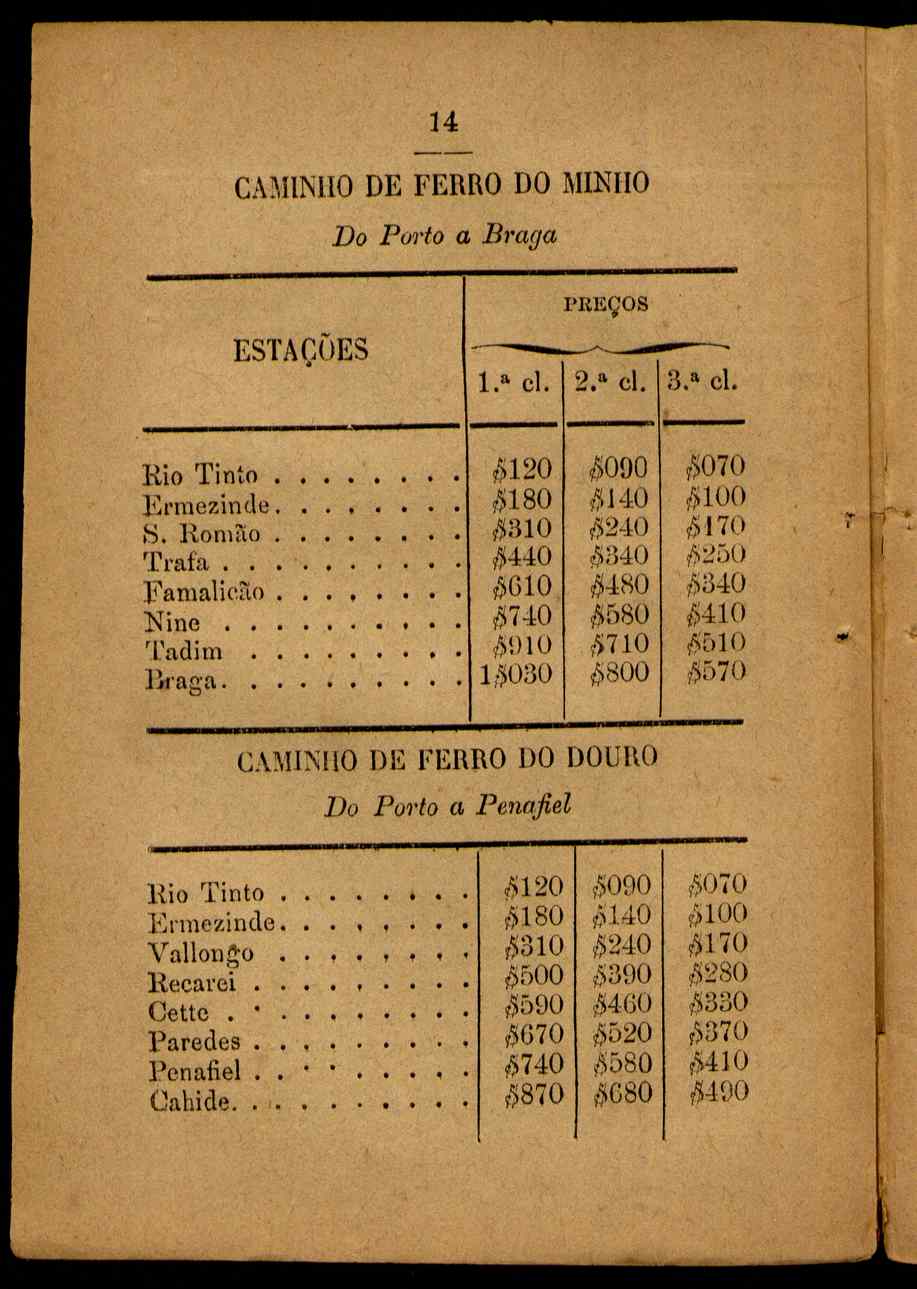 14
CAMINHO DE FERRO DO MINHO
Do Porto a Braga
PREÇOS
ESTAÇÕES
1.ª cl. 2.ª cl. 3.ª cl.
Rio Tinto . . . . . . . . $120 $090 $070
Ermezinde. . . . . . . . $180 $140 $100
S. Romão . . . . . . . . $310 $240 $170
Trafa . . . . . . . . . . $440 $340 $250
Famalicão . . . . . . . . $610 $480 $340
Nine . . . . . . . . . . $740 $580 $410
Tadim . . . . . . . . . $910 $710 $510
Braga. . . . . . . . . . 1$030 $800 $570
CAMINHO DE FERRO DO DOURO
Do Porto a Penafiel
Rio Tinto . . . . . . . . $120 $090 $070
Ermezinde. . . . . . . . $180 $140 $100
Vallongo . . . . . . . . $310 $240 $170
Recarei . . . . . . . . . $500 $390 $280
Cette . . . . . . . . . . $590 $460 $330
Paredes . . . . . . . . . $670 $520 $370
Penafiel . . . . . . . . . $740 $580 $410
Cahide. . . . . . . . . . $870 $680 $490